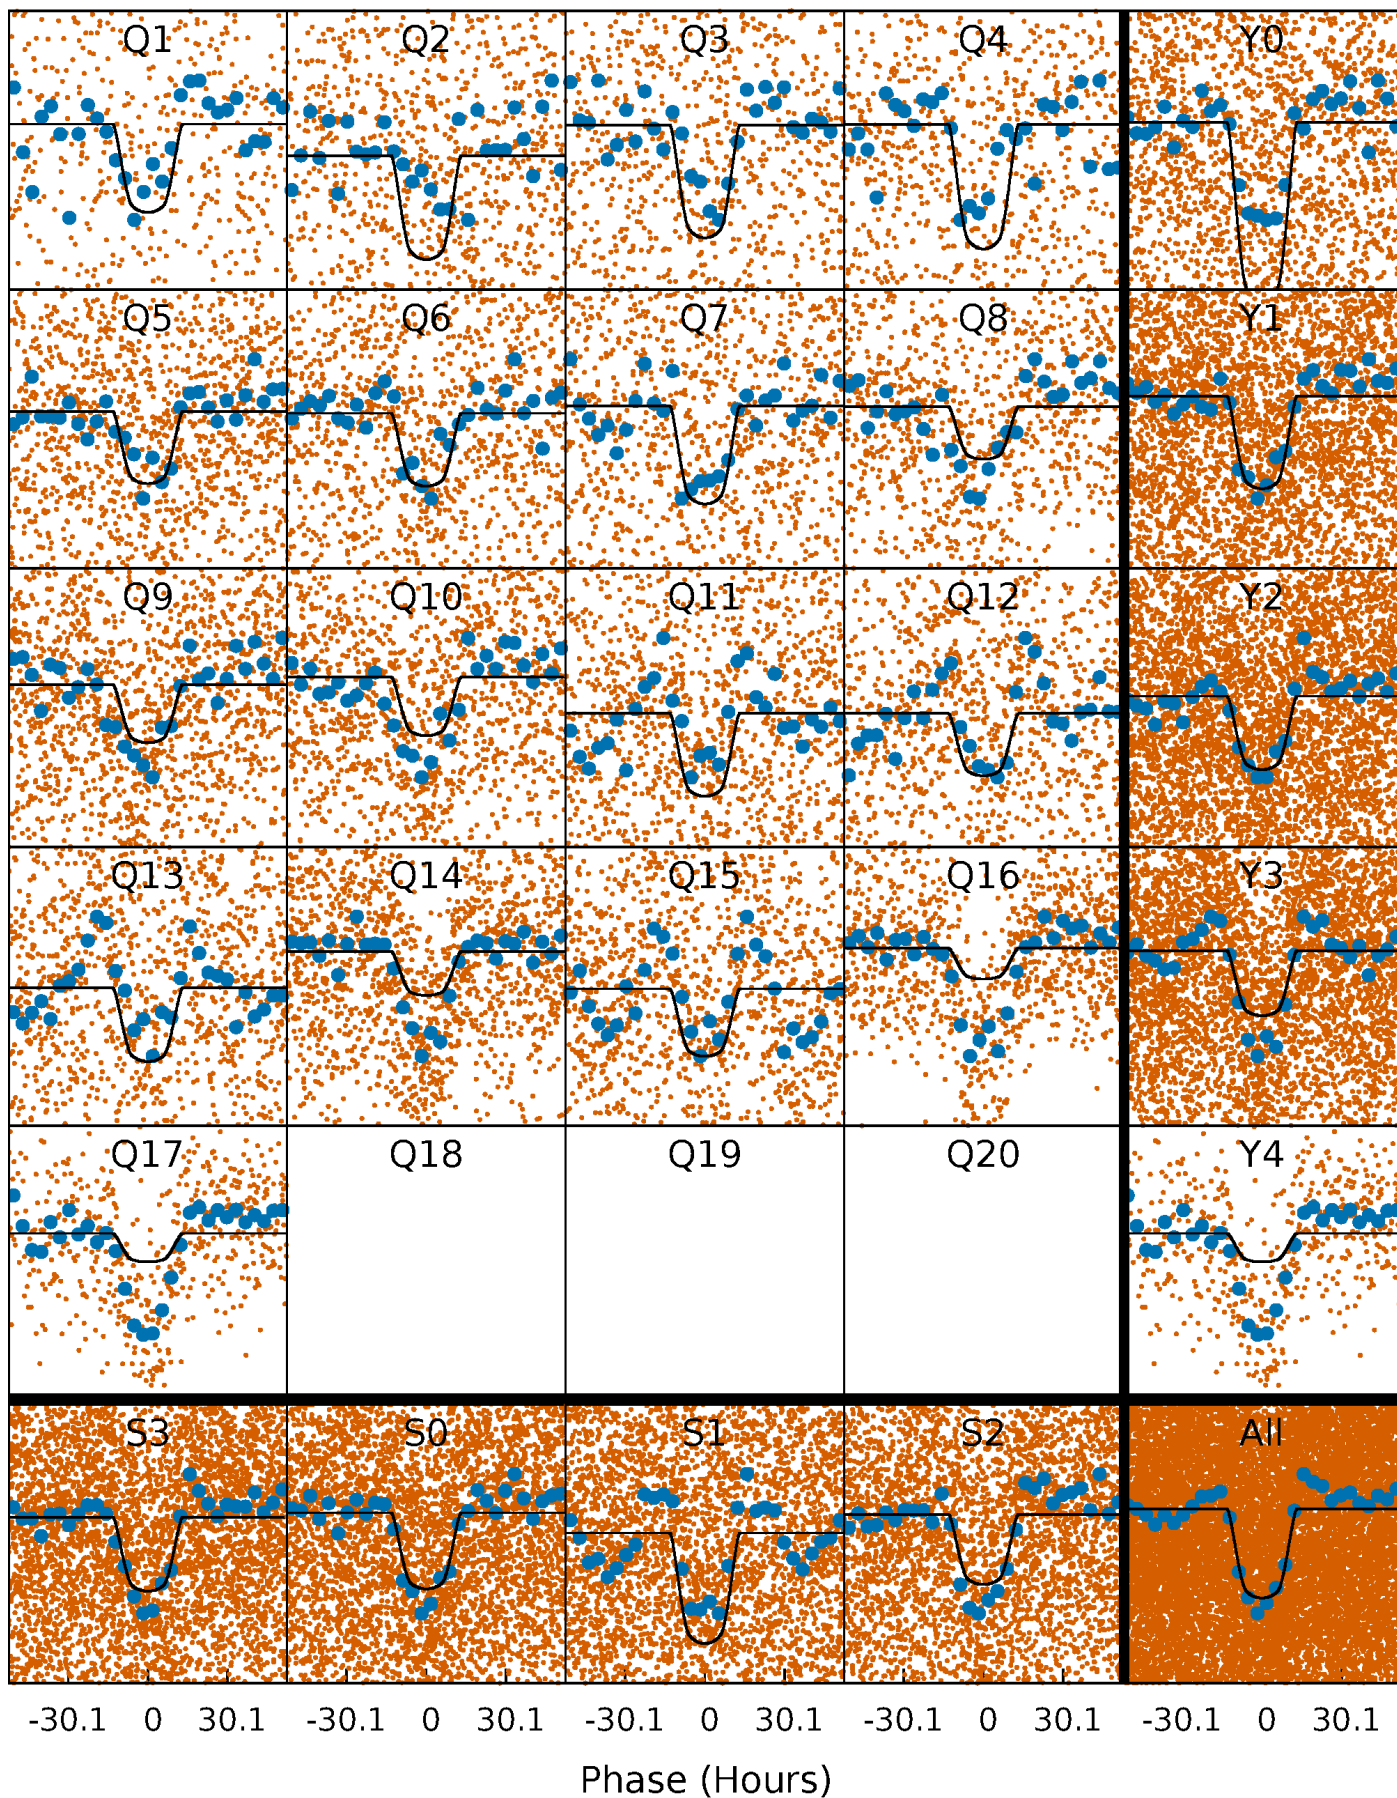 Q1 Q2 Q3 Q4 Y0
Q5 Q6 Q7 Q8 Y1
Q9 Q10 Q11 Q12 Y2
Q13 Q14 Q15 Q16 Y3
Q17 Q18 Q19 Q20 Y4
S3 S0 S1 S2 All
-30.1 0 30.1 -30.1 0 30.1 -30.1 0 30.1 -30.1 0 30.1 -30.1 0 30.1
Phase (Hours)